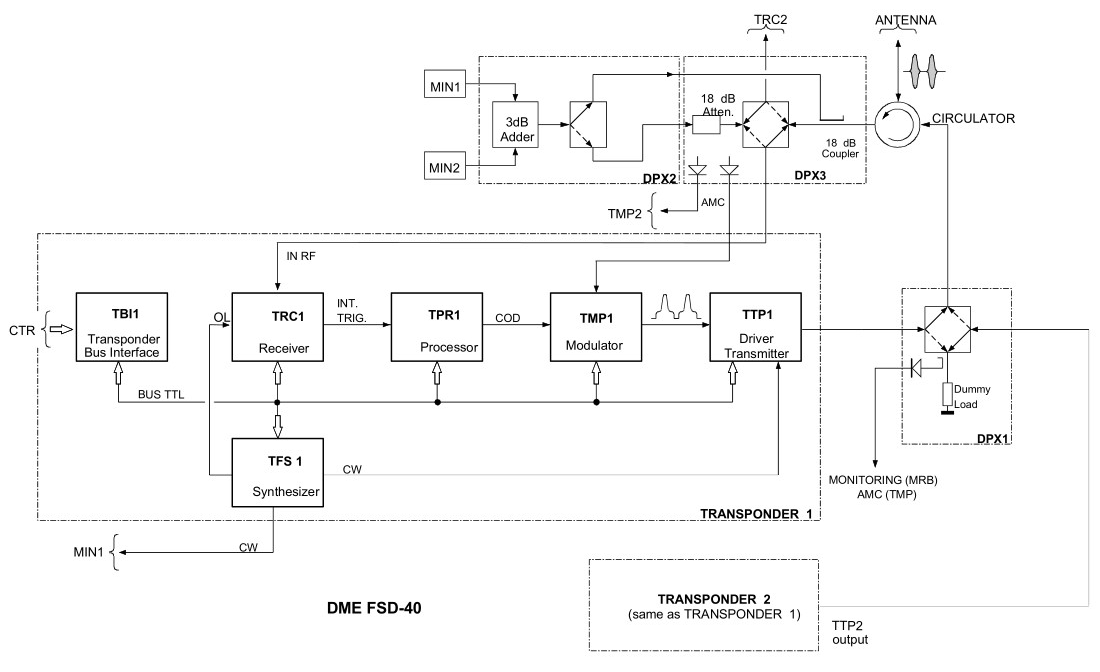 TRC2
ANTENNA
MIN1
3dB
Adder
MIN2
18 dB
Atten.
CIRCULATOR
18 dB
Coupler
DPX2
DPX3
TMP2
AMC
IN RF
CTR
TBI1
Transponder
Bus Interface
OL
TRC1
Receiver
INT.
TRIG.
TPR1
Processor
COD
TMP1
Modulator
TTP1
Driver
Transmitter
BUS TTL
Dummy
Load
DPX1
TFS 1
Synthesizer
CW
MONITORING (MRB)
AMC (TMP)
TRANSPONDER 1
MIN1
CW
DME FSD-40
TRANSPONDER 2
(same as TRANSPONDER 1)
TTP2
output